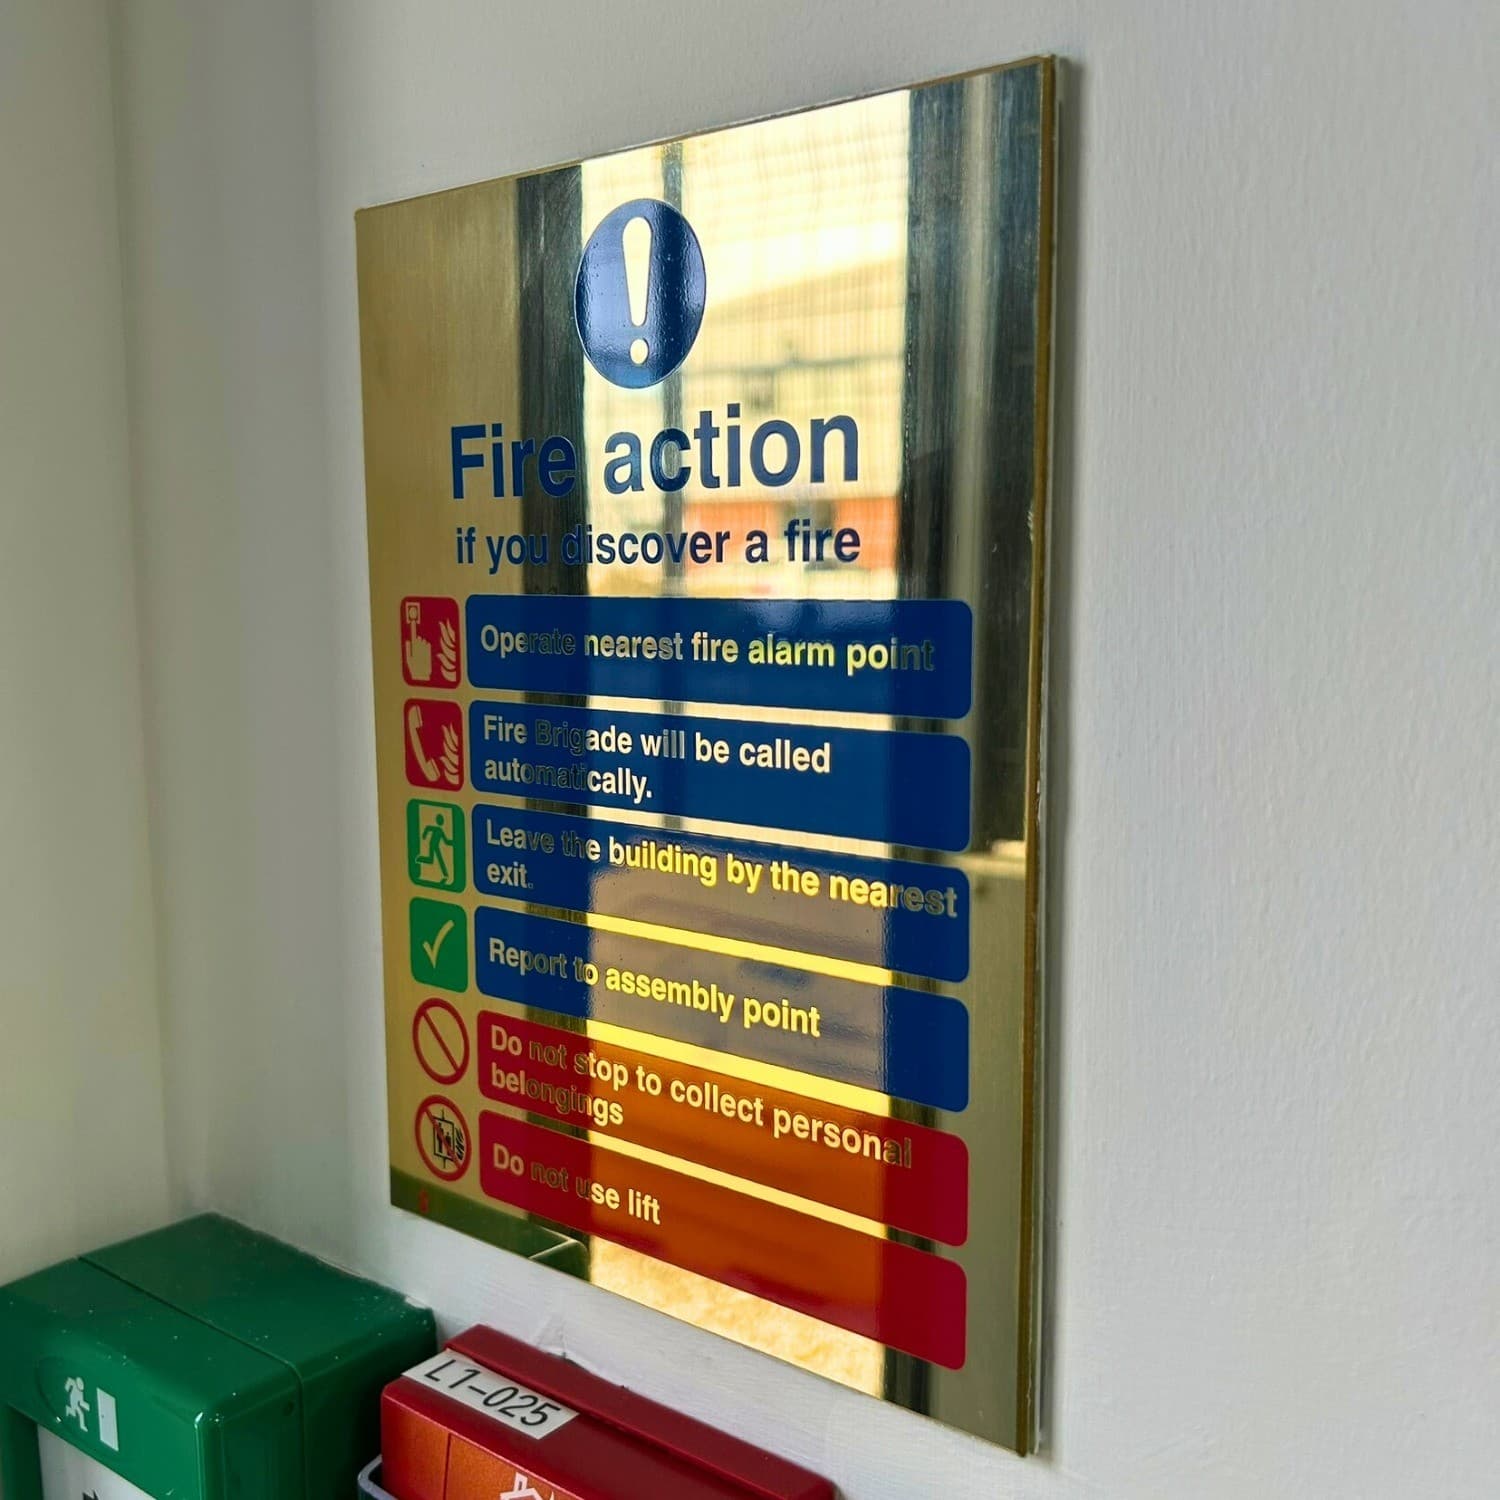 Fire action
if you discover a fire
Operate nearest fire alarm point
Fire Brigade will be called
automatically.
Leave the building by the nearest
exit.
Report to assembly point
Do not stop to collect personal
belongings
Do not use lift
L1-025